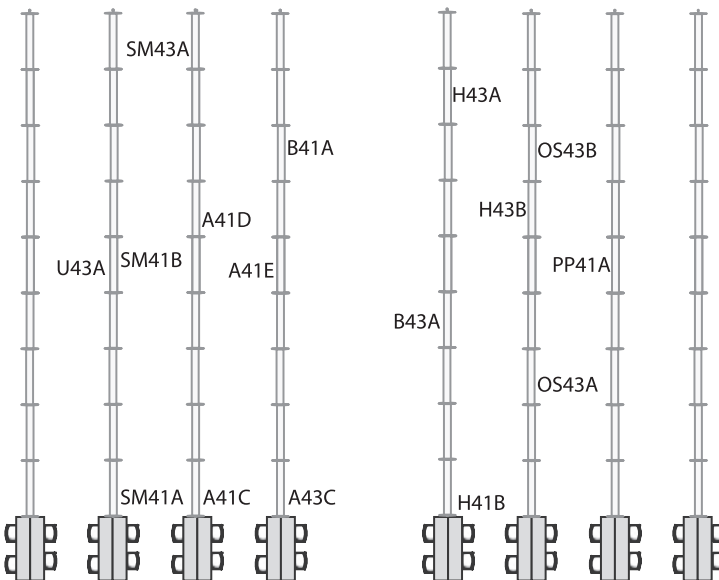 SM43A
H43A
B41A
OS43B
H43B
A41D
SM41B
PP41A
U43A
A41E
B43A
OS43A
SM41A
A41C
A43C
H41B